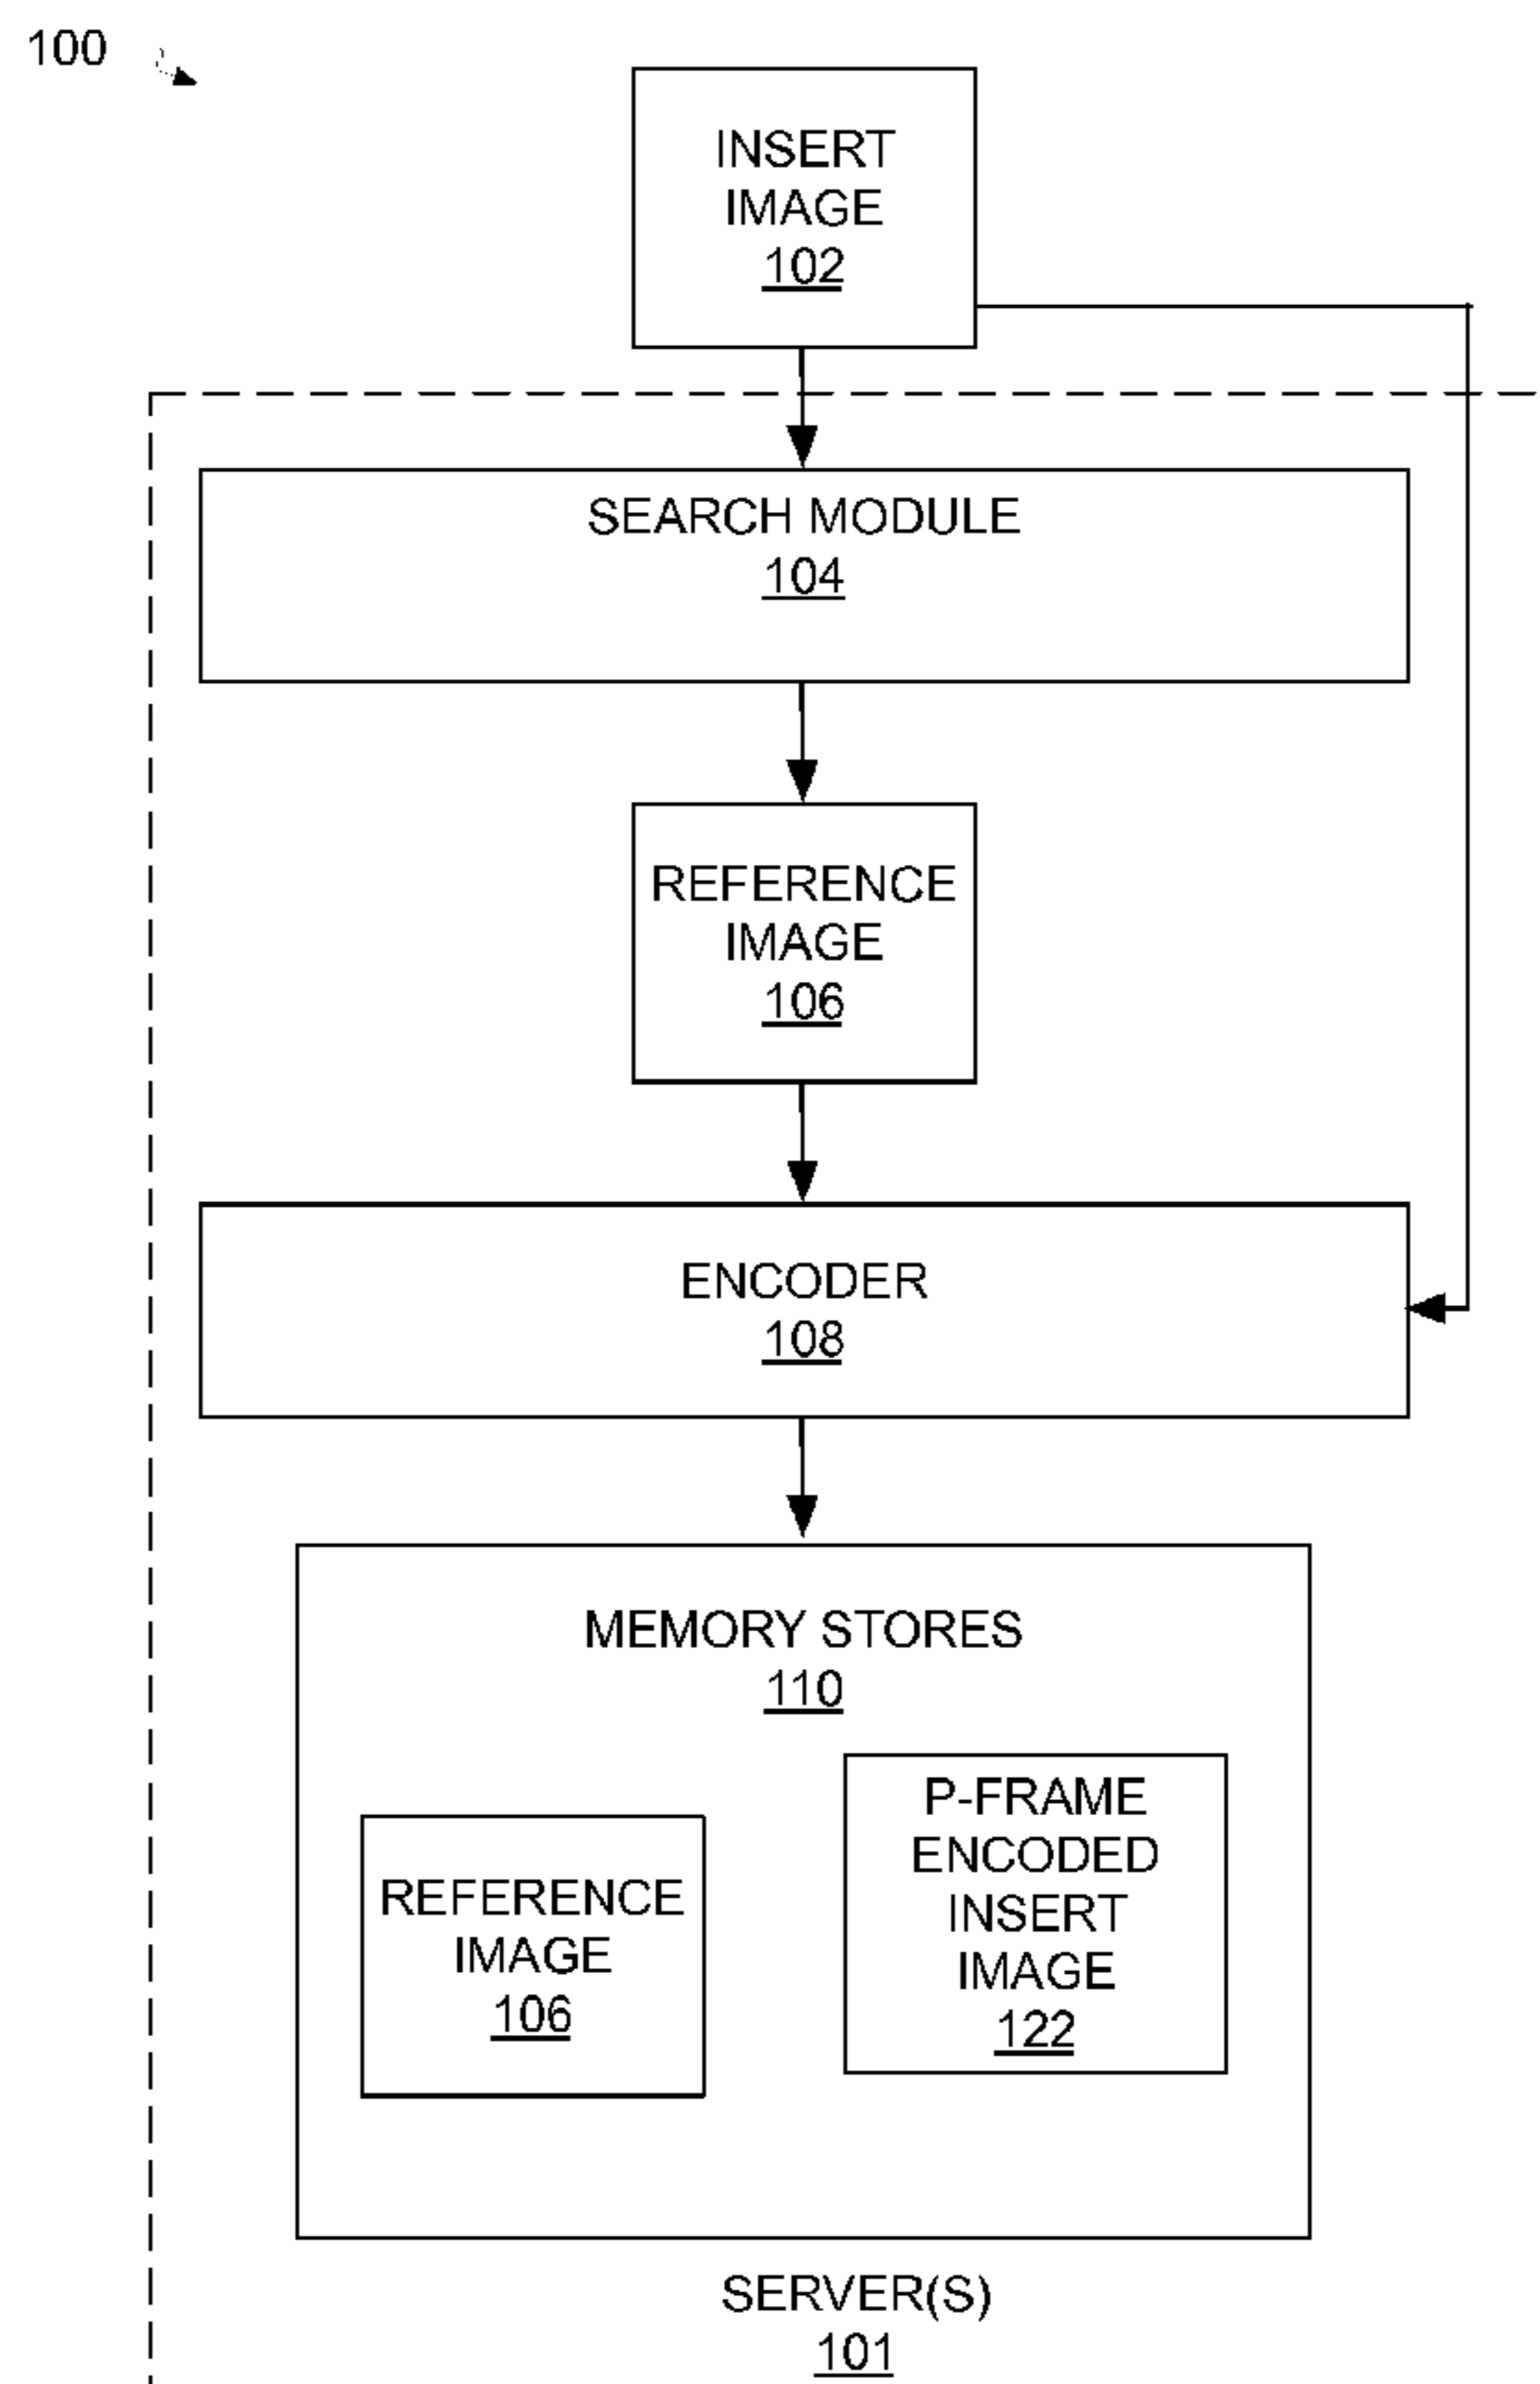 100
INSERT
IMAGE
102
SEARCH MODULE
104
REFERENCE
IMAGE
106
ENCODER
108
MEMORY STORES
110
REFERENCE
IMAGE
106
P-FRAME
ENCODED
INSERT
IMAGE
122
SERVER(S)
101